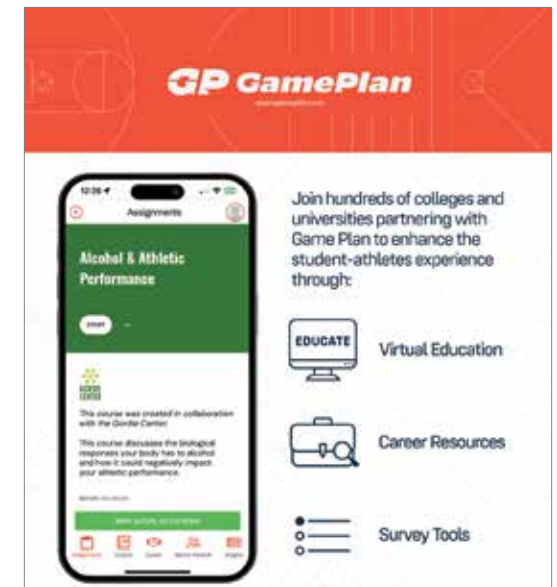 GP GamePlan
Join hundreds of colleges and
universities partnering with
Game Plan to enhance the
student-athletes experience
through:
12:26
Assignments
Alcohol & Athletic
Performance
START
This course was created in collaboration
with the Gordie Center.
This course discusses the biological
responses your body has to alcohol
and how it could negatively impact
your athletic performance.
EDUCATE
Virtual Education
Career Resources
Survey Tools